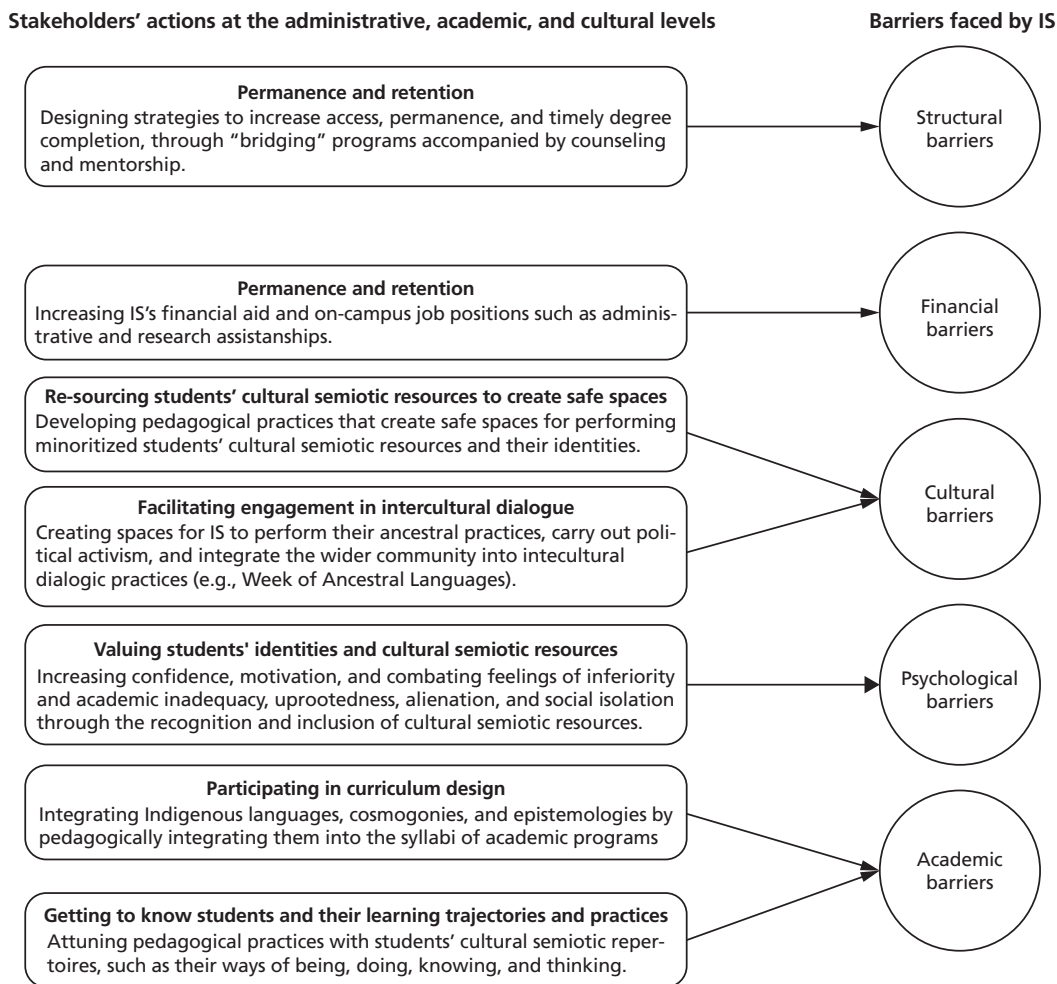 Stakeholders’ actions at the administrative, academic, and cultural levels
Barriers faced by IS
Permanence and retention
Designing strategies to increase access, permanence, and timely degree
completion, through “bridging” programs accompanied by counseling
and mentorship.
Structural
barriers
Permanence and retention
Increasing IS’s financial aid and on-campus job positions such as adminis-
trative and research assistanships.
Financial
barriers
Re-sourcing students’ cultural semiotic resources to create safe spaces
Developing pedagogical practices that create safe spaces for performing
minoritized students’ cultural semiotic resources and their identities.
Facilitating engagement in intercultural dialogue
Creating spaces for IS to perform their ancestral practices, carry out pol-
itical activism, and integrate the wider community into intecultural
dialogic practices (e.g., Week of Ancestral Languages).
Cultural
barriers
Valuing students' identities and cultural semiotic resources
Increasing confidence, motivation, and combating feelings of inferiority
and academic inadequacy, uprootedness, alienation, and social isolation
through the recognition and inclusion of cultural semiotic resources.
Psychological
barriers
Participating in curriculum design
Integrating Indigenous languages, cosmogonies, and epistemologies by
pedagogically integrating them into the syllabi of academic programs
Getting to know students and their learning trajectories and practices
Attuning pedagogical practices with students’ cultural semiotic reper-
toires, such as their ways of being, doing, knowing, and thinking.
Academic
barriers